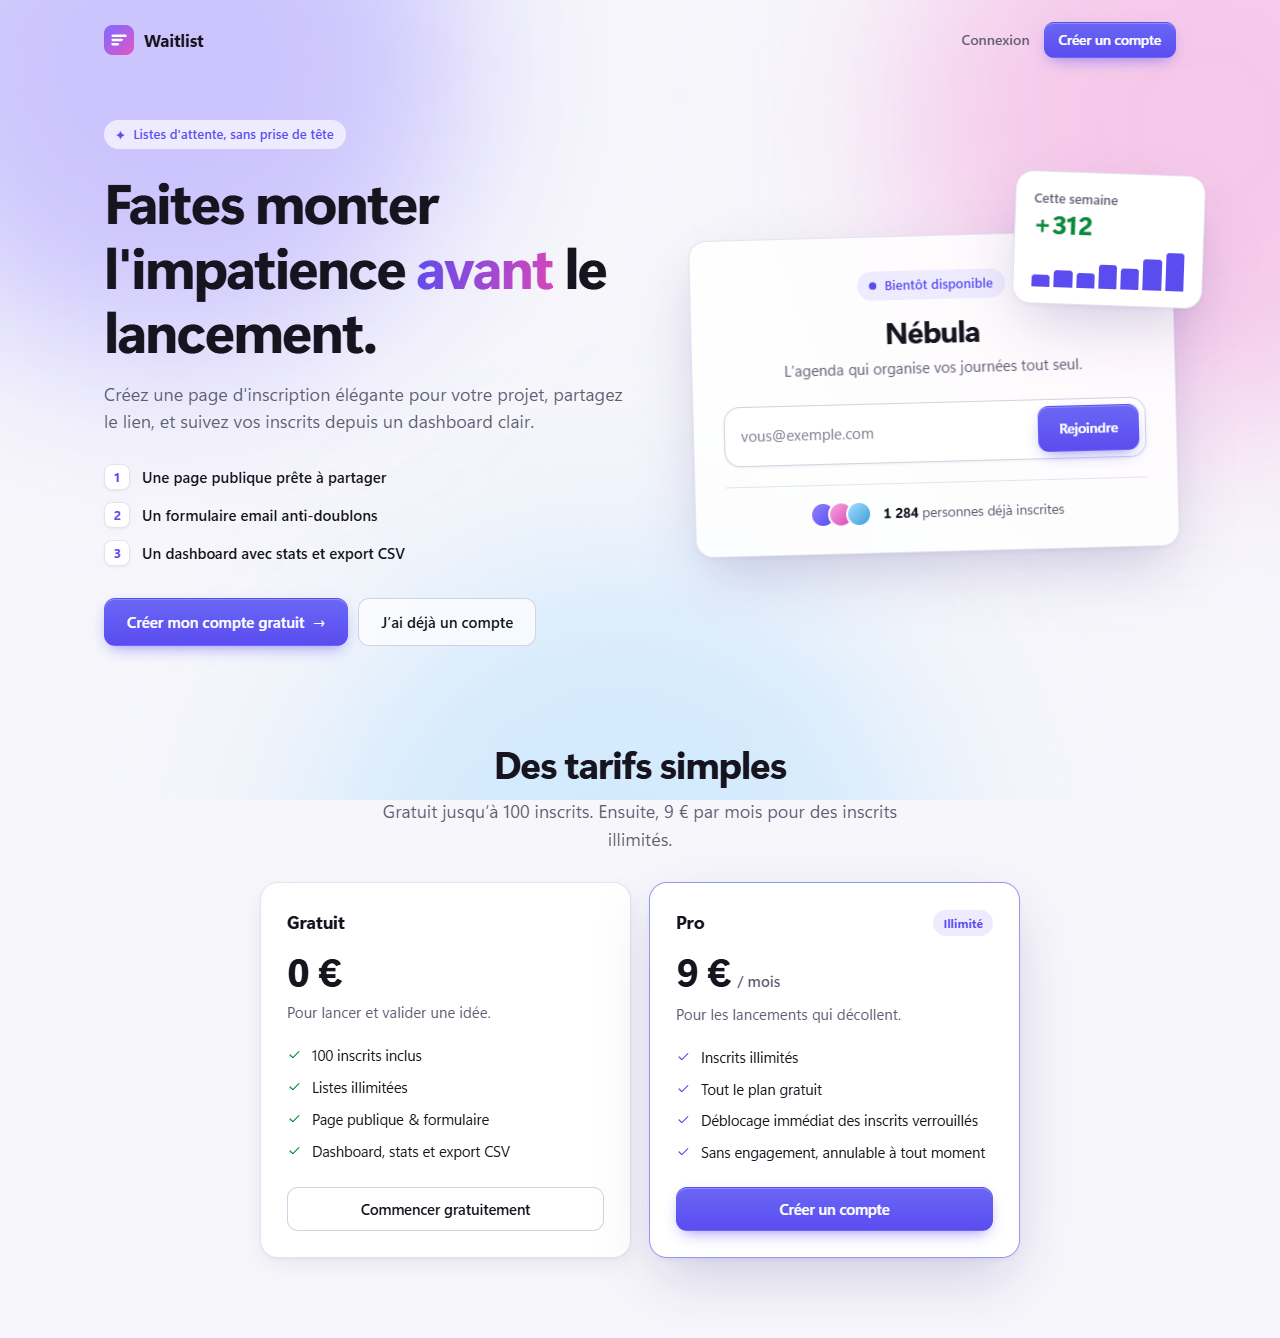 Waitlist
Connexion
Créer un compte
✦ Listes d'attente, sans prise de tête
Faites monter
l'impatience avant le
lancement.
Créez une page d'inscription élégante pour votre projet, partagez
le lien, et suivez vos inscrits depuis un dashboard clair.
1 Une page publique prête à partager
2 Un formulaire email anti-doublons
3 Un dashboard avec stats et export CSV
Créer mon compte gratuit →
J'ai déjà un compte
Cette semaine
+312
Bientôt disponible
Nébula
L'agenda qui organise vos journées tout seul.
vous@exemple.com
Rejoindre
1 284 personnes déjà inscrites
Des tarifs simples
Gratuit jusqu'à 100 inscrits. Ensuite, 9 € par mois pour des inscrits
illimités.
Gratuit
0 €
Pour lancer et valider une idée.
✓ 100 inscrits inclus
✓ Listes illimitées
✓ Page publique & formulaire
✓ Dashboard, stats et export CSV
Commencer gratuitement
Pro
Illimité
9 € / mois
Pour les lancements qui décollent.
✓ Inscrits illimités
✓ Tout le plan gratuit
✓ Déblocage immédiat des inscrits verrouillés
✓ Sans engagement, annulable à tout moment
Créer un compte